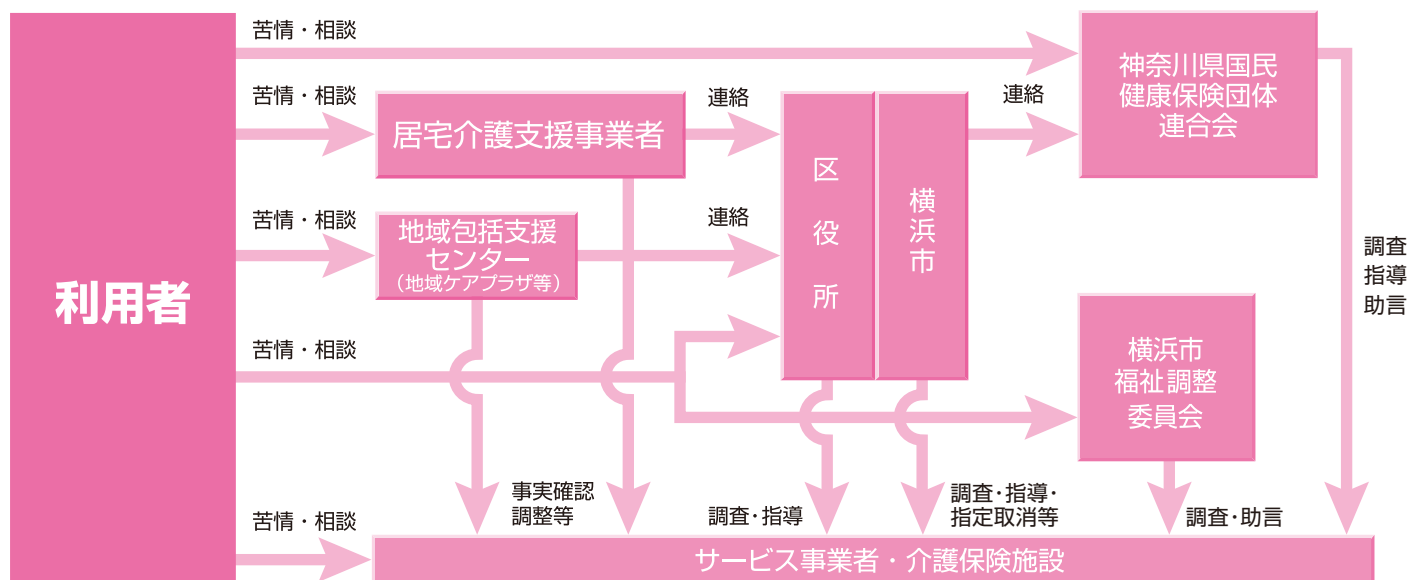 利用者
苦情・相談
苦情・相談
苦情・相談
苦情・相談
苦情・相談
居宅介護支援事業者
地域包括支援
センター
（地域ケアプラザ等）
連絡
連絡
区役所
横浜市
連絡
神奈川県国民
健康保険団体
連合会
横浜市
福祉調整
委員会
調査
指導
助言
事実確認
調整等
調査・指導
調査・指導・
指定取消等
調査・助言
サービス事業者・介護保険施設